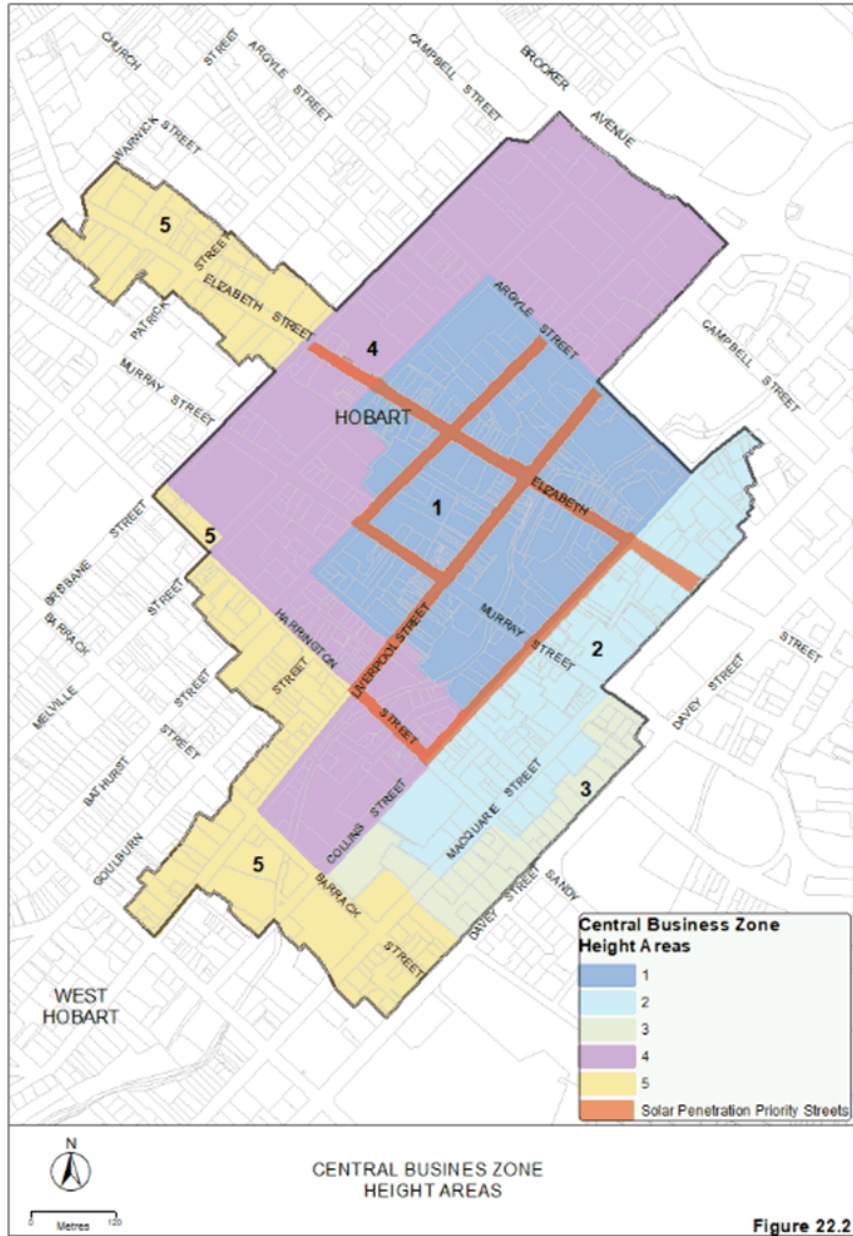 CHURCH
STREET
ARGYLE
STREET
CAMPBELL
STREET
BROOKER
AVENUE
WARWICK
STREET
5
STREET
ELIZABETH STREET
PATRICK
MURRAY STREET
ARGYLE
STREET
CAMPBELL
STREET
4
HOBART
1
ELIZABETH
5
BRISBANE
STREET
BARRACK
STREET
HARRINGTON
STREET
LIVERPOOL STREET
STREET
MURRAY
STREET
2
MELVILLE
STREET
BATHURST
STREET
DAVEY
STREET
STREET
GOULBURN
COLLINS STREET
MACQUARIE STREET
3
5
BARRACK
STREET
DAVEY STREET
SANDY
WEST
HOBART
Central Business Zone
Height Areas
1
2
3
4
5
Solar Penetration Priority Streets
N
0 Metres 120
CENTRAL BUSINES ZONE
HEIGHT AREAS
Figure 22.2